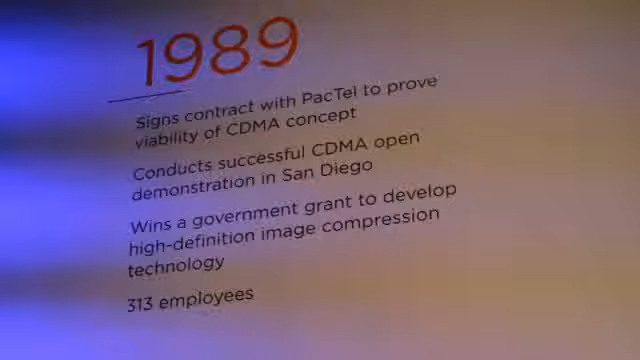 1989
Signs contract with PacTel to prove
viability of CDMA concept
Conducts successful CDMA open
demonstration in San Diego
Wins a government grant to develop
high-definition image compression
technology
313 employees